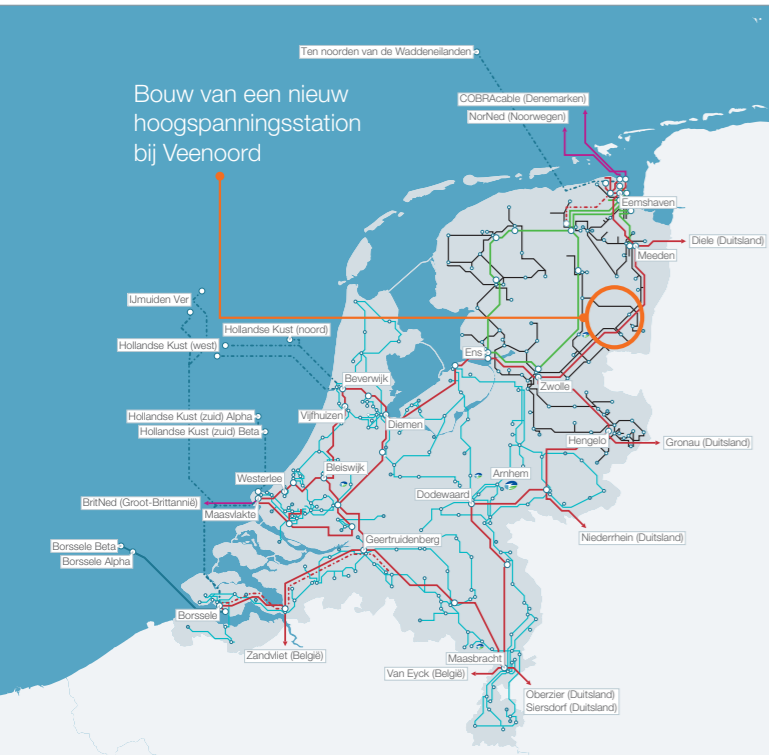 Ten noorden van de Waddeneilanden
Bouw van een nieuw
hoogspanningsstation
bij Veenoord
COBRAcable (Denemarken)
NorNed (Noorwegen)
Eemshaven
Diele (Duitsland)
Meeden
IJmuiden Ver
Hollandse Kust (noord)
Hollandse Kust (west)
Ens
Beverwijk
Zwolle
Hollandse Kust (zuid) Alpha
Vijfhuizen
Diemen
Hollandse Kust (zuid) Beta
Hengelo
Gronau (Duitsland)
Bleiswijk
Arnhem
Westerlee
Dodewaard
BritNed (Groot-Brittannië)
Maasvlakte
Niederrhein (Duitsland)
Geertruidenberg
Borssele Beta
Borssele Alpha
Borssele
Zandvliet (België)
Maasbracht
Van Eyck (België)
Oberzier (Duitsland)
Siersdorf (Duitsland)